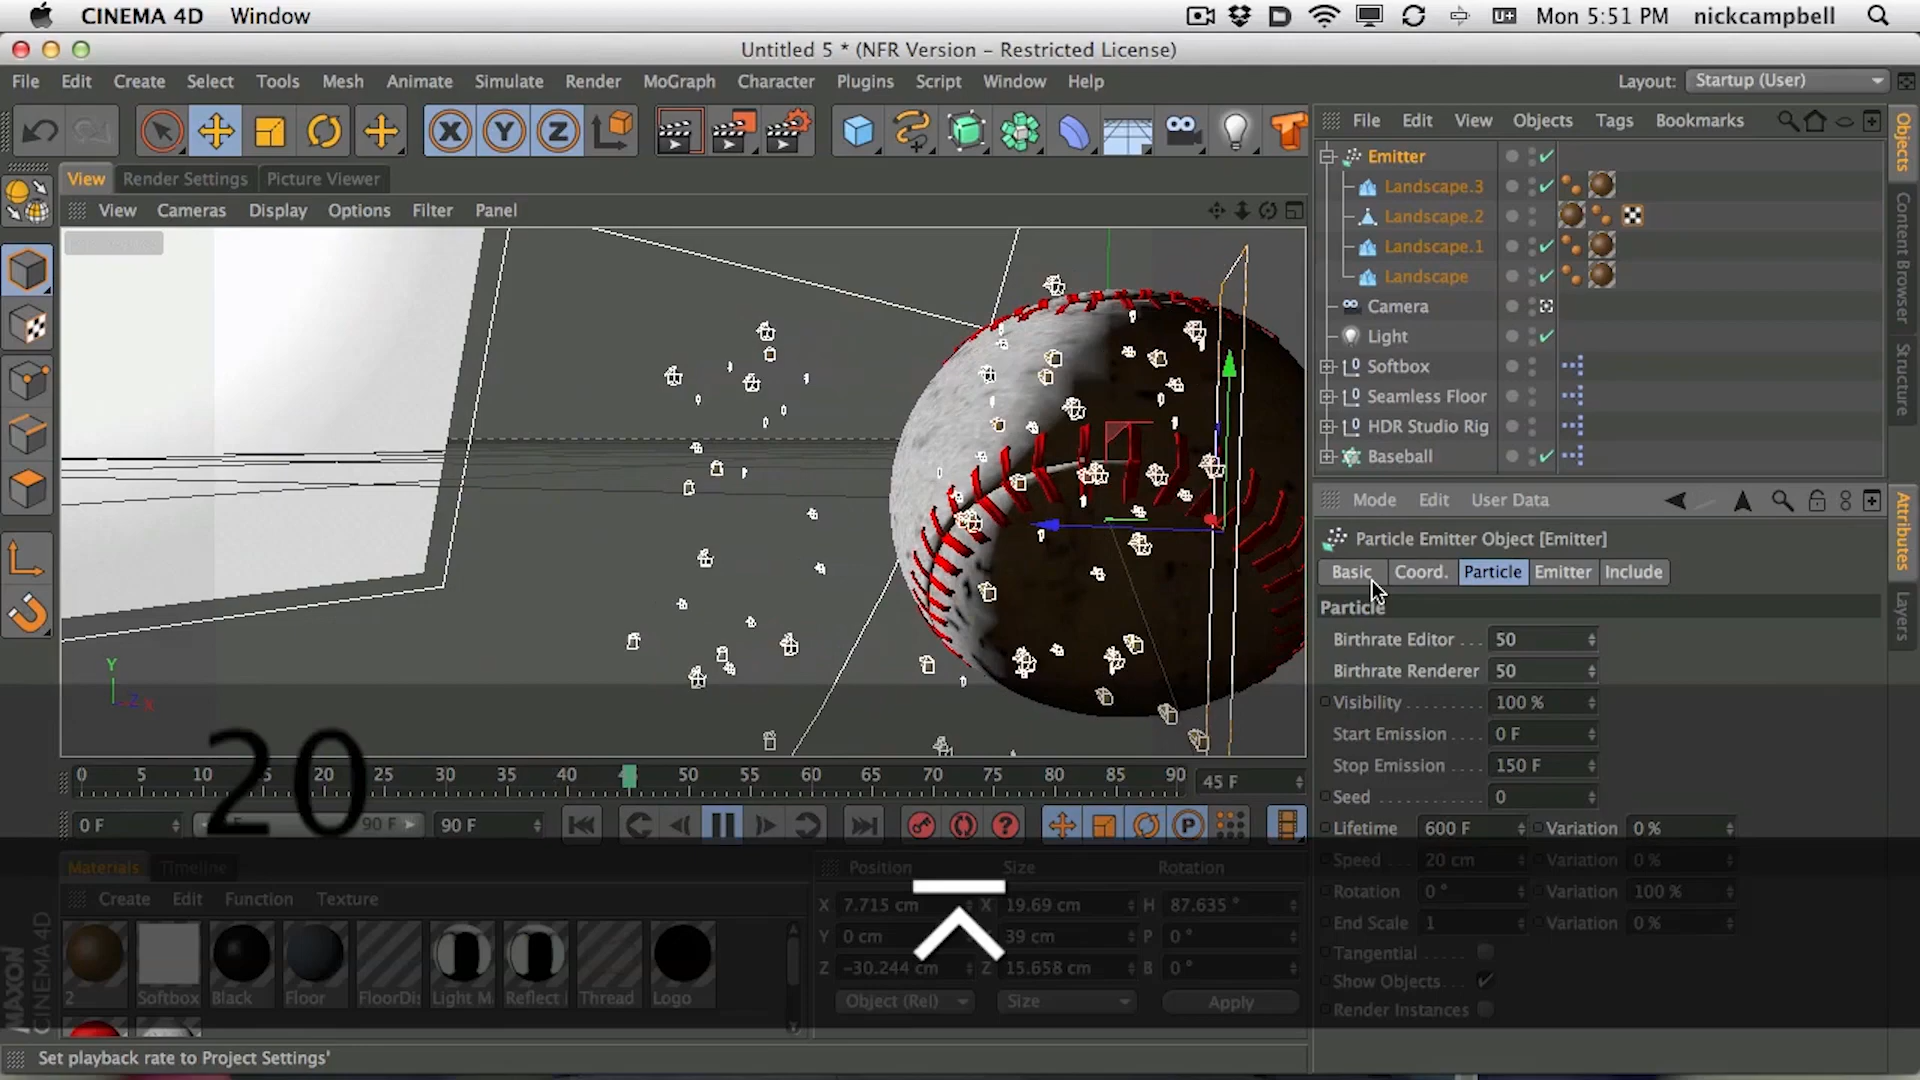 CINEMA 4D Window Mon 5:51 PM nickcampbell
Untitled 5 * (NFR Version – Restricted License)
File Edit Create Select Tools Mesh Animate Simulate Render MoGraph Character Plugins Script Window Help Layout: Startup (User)
X Y Z
File Edit View Objects Tags Bookmarks
View Render Settings Picture Viewer
View Cameras Display Options Filter Panel
Emitter
Landscape.3
Landscape.2
Landscape.1
Landscape
Camera
Light
Softbox
Seamless Floor
HDR Studio Rig
Baseball
Objects
Content Browser
Structure
Mode Edit User Data
Particle Emitter Object [Emitter]
Basic Coord. Particle Emitter Include
Particle
Birthrate Editor . . . 50
Birthrate Renderer 50
Visibility . . . . . . . . 100 %
Start Emission . . . . 0 F
Stop Emission . . . . 150 F
Seed . . . . . . . . . . . 0
Lifetime 600 F Variation 0 %
Speed . . . 20 cm Variation 0 %
Rotation 0 ° Variation 100 %
End Scale 1 Variation 0 %
Tangential . . . . . .
Show Objects. . . .
Render Instances
Attributes
Layers
Y
Z X
20
0 5 10 15 20 25 30 35 40 50 55 60 65 70 75 80 85 90 45 F
0 F 90 F 90 F
P
Materials Timeline
Create Edit Function Texture
2 Softbox Black Floor FloorDis Light M Reflect Thread Logo
Position Size Rotation
X 7.715 cm X 19.69 cm H 87.635 °
Y 0 cm 39 cm P 0 °
Z −30.244 cm Z 15.658 cm B 0 °
Object (Rel) Size Apply
MAXON
CINEMA 4D
Set playback rate to Project Settings'